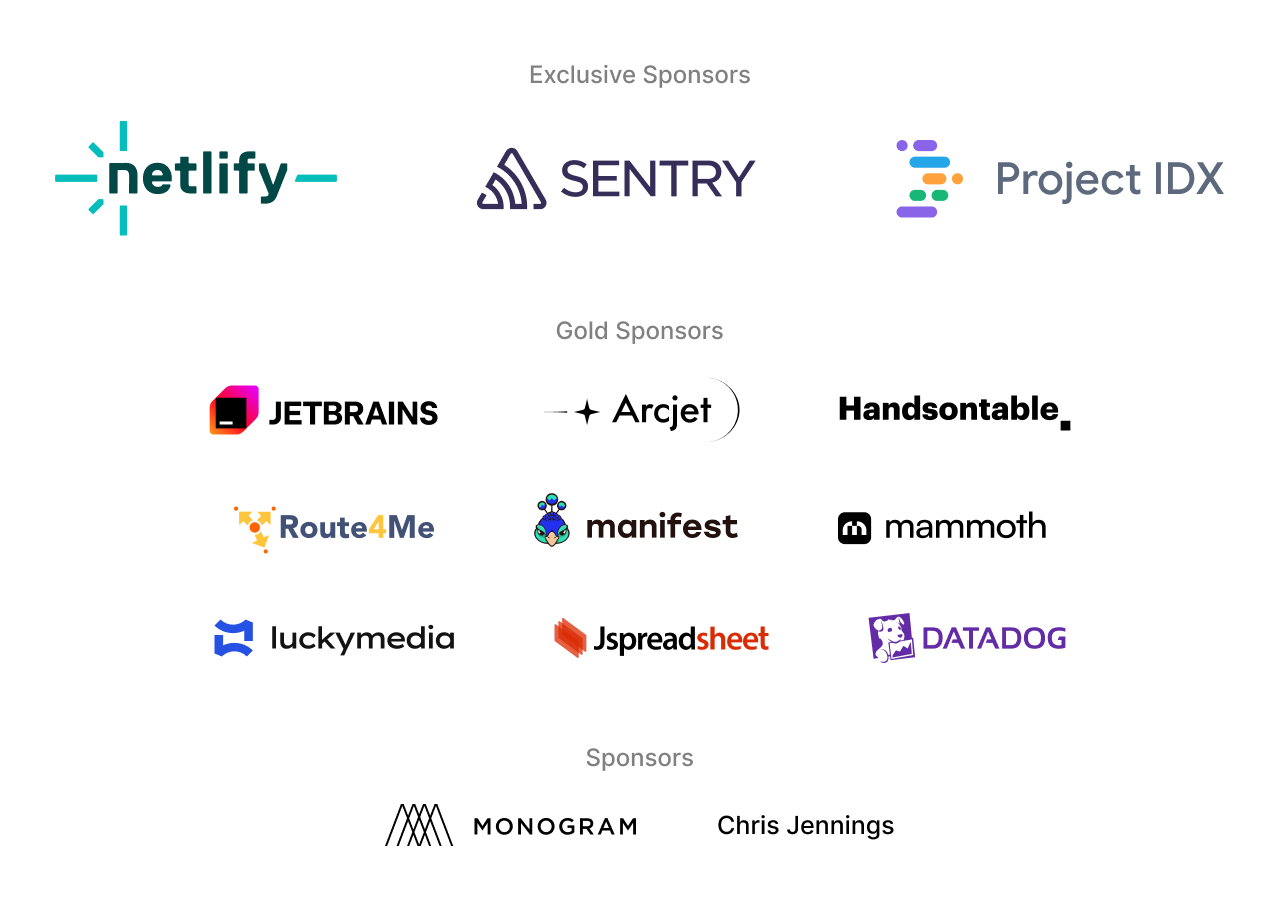 Exclusive Sponsors
netlify
SENTRY
Project IDX
Gold Sponsors
JETBRAINS
Arcjet
Handsontable
Route4Me
manifest
mammoth
luckymedia
Jspreadsheet
DATADOG
Sponsors
MONOGRAM
Chris Jennings